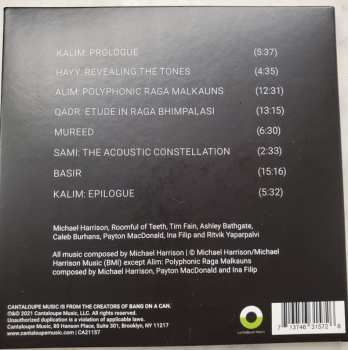 KALIM: PROLOGUE (5:37)
HAYY: REVEALING THE TONES (4:35)
ALIM: POLYPHONIC RAGA MALKAUNS (12:31)
QADR: ETUDE IN RAGA BHIMPALASI (13:15)
MUREED (6:30)
SAMI: THE ACOUSTIC CONSTELLATION (2:33)
BASIR (15:16)
KALIM: EPILOGUE (5:32)
Michael Harrison, Roomful of Teeth, Tim Fain, Ashley Bathgate,
Caleb Burhans, Payton MacDonald, Ina Filip and Ritvik Yaparpalvi
All music composed by Michael Harrison | © Michael Harrison/Michael
Harrison Music (BMI) except Alim: Polyphonic Raga Malkauns
composed by Michael Harrison, Payton MacDonald and Ina Filip
CANTALOUPE MUSIC IS FROM THE CREATORS OF BANG ON A CAN.
℗&© 2021 Cantaloupe Music, LLC. All rights reserved.
Unauthorized duplication is a violation of applicable laws.
Cantaloupe Music, 80 Hanson Place, Suite 301, Brooklyn, NY 11217
www.cantaloupemusic.com | CA21157
cantaloupe music
7 13746 31572 8